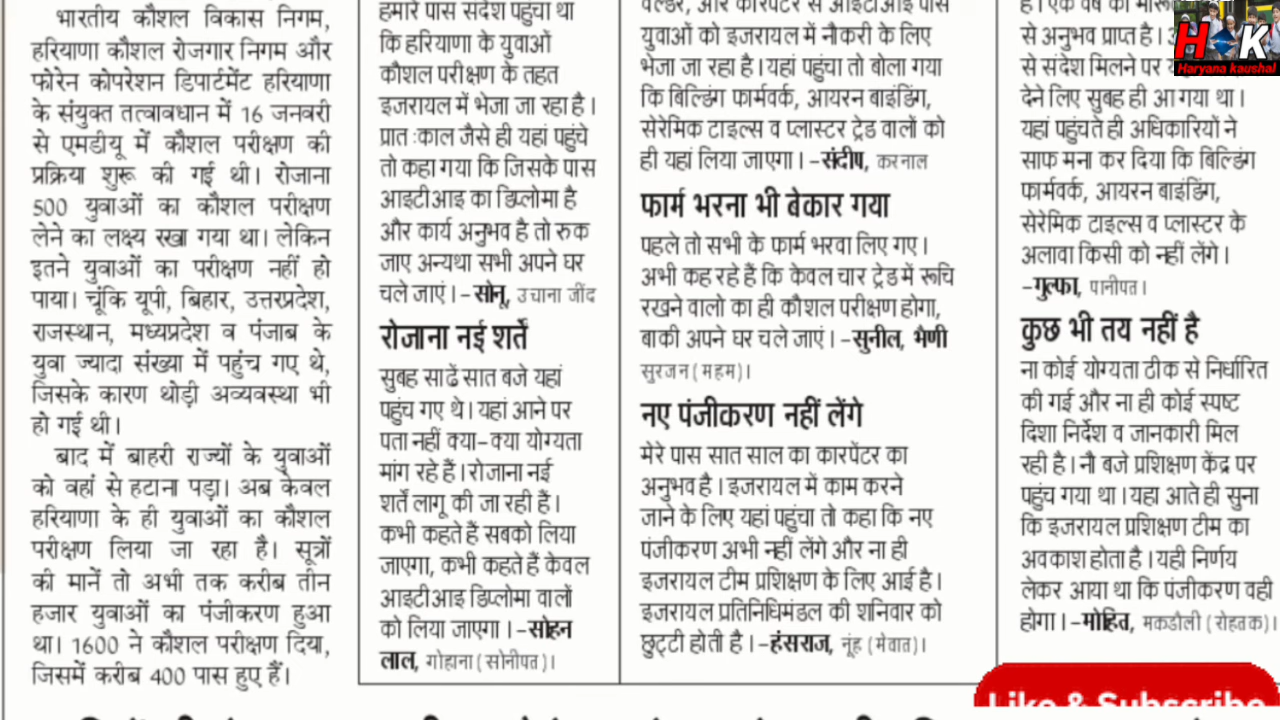 भारतीय कौशल विकास निगम,
हरियाणा कौशल रोजगार निगम और
फोरेन कोपरेशन डिपार्टमेंट हरियाणा
के संयुक्त तत्वावधान में 16 जनवरी
से एमडीयू में कौशल परीक्षण की
प्रक्रिया शुरू की गई थी। रोजाना
500 युवाओं का कौशल परीक्षण
लेने का लक्ष्य रखा गया था। लेकिन
इतने युवाओं का परीक्षण नहीं हो
पाया। चूंकि यूपी, बिहार, उत्तरप्रदेश,
राजस्थान, मध्यप्रदेश व पंजाब के
युवा ज्यादा संख्या में पहुंच गए थे,
जिसके कारण थोड़ी अव्यवस्था भी
हो गई थी।
बाद में बाहरी राज्यों के युवाओं
को वहां से हटाना पड़ा। अब केवल
हरियाणा के ही युवाओं का कौशल
परीक्षण लिया जा रहा है। सूत्रों
की मानें तो अभी तक करीब तीन
हजार युवाओं का पंजीकरण हुआ
था। 1600 ने कौशल परीक्षण दिया,
जिसमें करीब 400 पास हुए हैं।
हमारे पास संदेश पहुंचा था
कि हरियाणा के युवाओं
कौशल परीक्षण के तहत
इजरायल में भेजा जा रहा है।
प्रात :काल जैसे ही यहां पहुंचे
तो कहा गया कि जिसके पास
आइटीआइ का डिप्लोमा है
और कार्य अनुभव है तो रुक
जाए अन्यथा सभी अपने घर
चले जाएं। -सोनू, उचाना जींद
रोजाना नई शर्तें
सुबह साढें सात बजे यहां
पहुंच गए थे। यहां आने पर
पता नहीं क्या-क्या योग्यता
मांग रहे हैं। रोजाना नई
शर्तें लागू की जा रही हैं।
कभी कहते हैं सबको लिया
जाएगा, कभी कहते हैं केवल
आइटीआइ डिप्लोमा वालों
को लिया जाएगा। -सोहन
लाल, गोहाना (सोनीपत)।
वेल्डर, और कारपेंटर से आइटीआइ पास
युवाओं को इजरायल में नौकरी के लिए
भेजा जा रहा है। यहां पहुंचा तो बोला गया
कि बिल्डिंग फार्मवर्क, आयरन बाइंडिंग,
सेरेमिक टाइल्स व प्लास्टर ट्रेड वालों को
ही यहां लिया जाएगा। -संदीप, करनाल
फार्म भरना भी बेकार गया
पहले तो सभी के फार्म भरवा लिए गए।
अभी कह रहे हैं कि केवल चार ट्रेड में रूचि
रखने वालो का ही कौशल परीक्षण होगा,
बाकी अपने घर चले जाएं। -सुनील, भैणी
सुरजन (महम)।
नए पंजीकरण नहीं लेंगे
मेरे पास सात साल का कारपेंटर का
अनुभव है। इजरायल में काम करने
जाने के लिए यहां पहुंचा तो कहा कि नए
पंजीकरण अभी नहीं लेंगे और ना ही
इजरायल टीम प्रशिक्षण के लिए आई है।
इजरायल प्रतिनिधिमंडल की शनिवार को
छुट्टी होती है। -हंसराज, नूंह (मेवात)।
है। एक वर्ष का
से अनुभव प्राप्त है।
से संदेश मिलने पर
देने लिए सुबह ही आ गया था।
यहां पहुंचते ही अधिकारियों ने
साफ मना कर दिया कि बिल्डिंग
फार्मवर्क, आयरन बाइंडिंग,
सेरेमिक टाइल्स व प्लास्टर के
अलावा किसी को नहीं लेंगे।
-गुल्फा, पानीपत।
कुछ भी तय नहीं है
ना कोई योग्यता ठीक से निर्धारित
की गई और ना ही कोई स्पष्ट
दिशा निर्देश व जानकारी मिल
रही है। नौ बजे प्रशिक्षण केंद्र पर
पहुंच गया था। यहा आते ही सुना
कि इजरायल प्रशिक्षण टीम का
अवकाश होता है। यही निर्णय
लेकर आया था कि पंजीकरण वही
होगा। -मोहित, मकडौली (रोहतक)।
H K
Haryana kaushal
Like & Subscribe